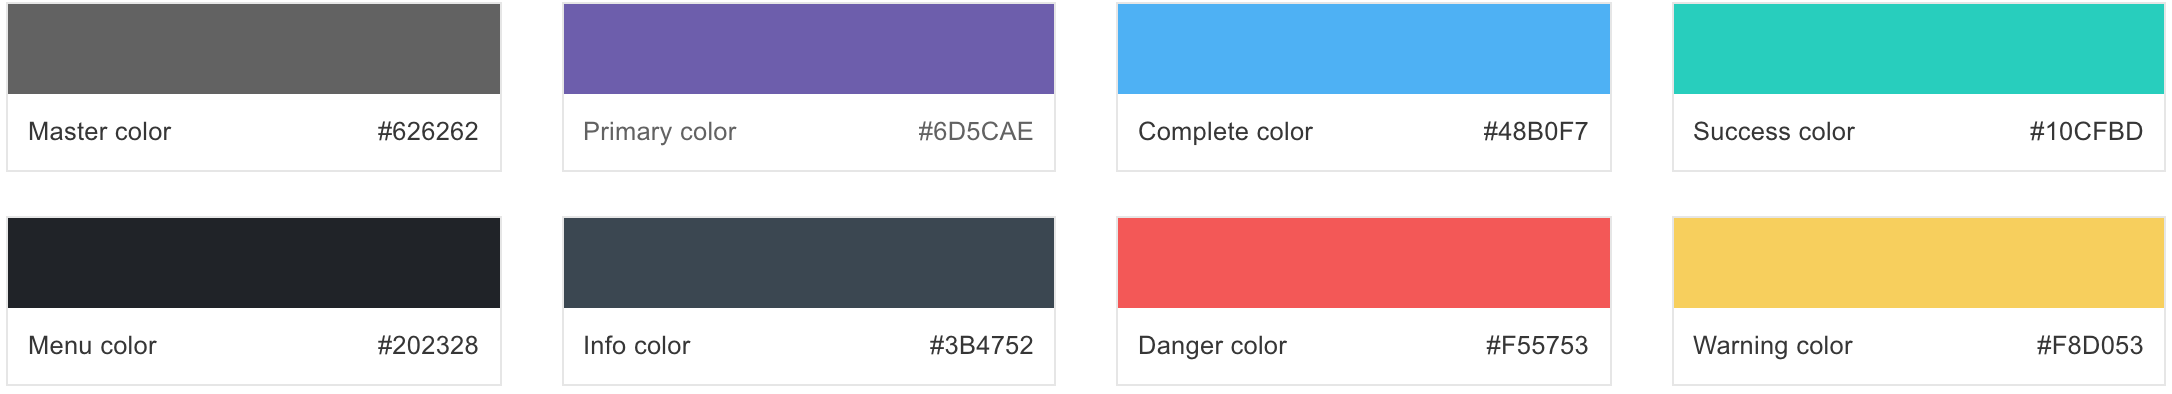 Master color #626262
Primary color #6D5CAE
Complete color #48B0F7
Success color #10CFBD
Menu color #202328
Info color #3B4752
Danger color #F55753
Warning color #F8D053